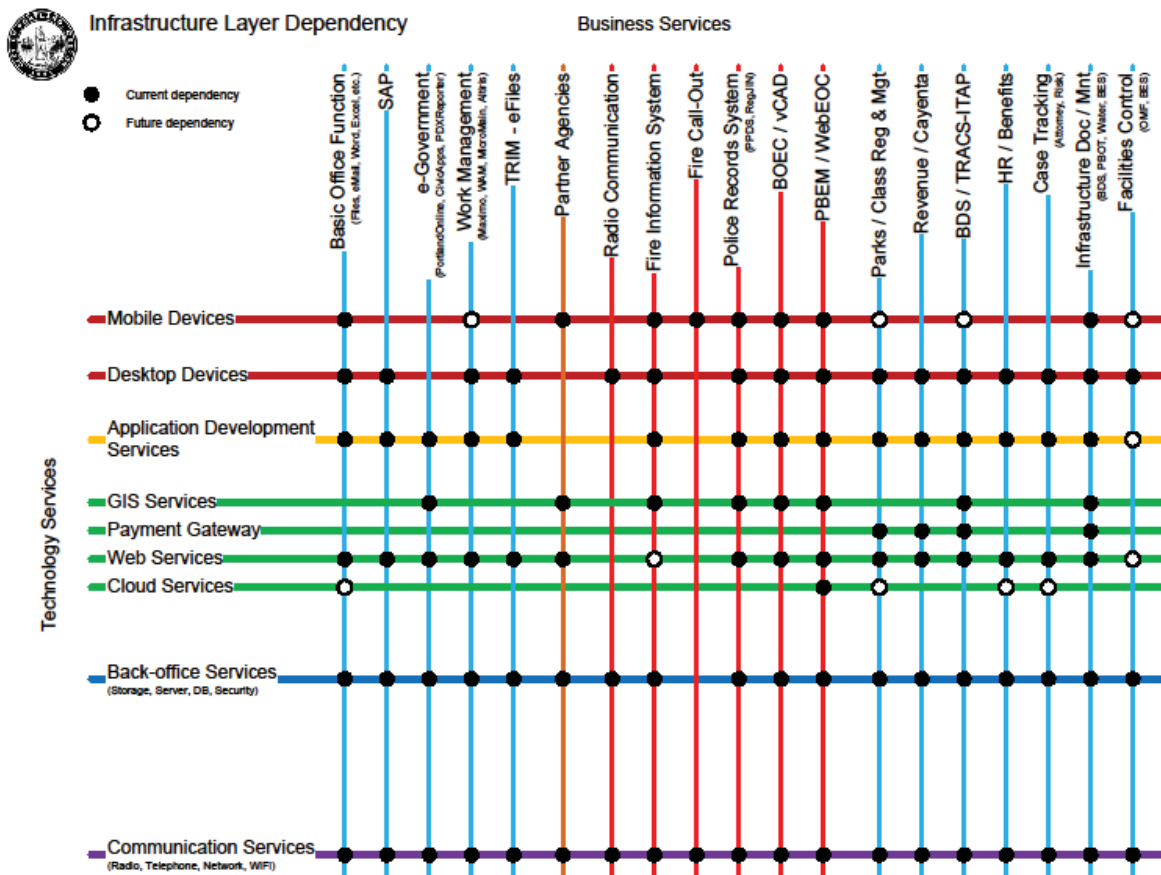 Infrastructure Layer Dependency
Business Services
Current dependency
Future dependency
Basic Office Function
(Files, eMail, Word, Excel, etc.)
SAP
e-Government
(PortlandOnline, CivicApps, PDXReporter)
Work Management
(Maximo, WAM, MicroMain, Altiris)
TRIM - eFiles
Partner Agencies
Radio Communication
Fire Information System
Fire Call-Out
Police Records System
(PPDS, RegJIN)
BOEC / vCAD
PBEM / WebEOC
Parks / Class Reg & Mgt
Revenue / Cayenta
BDS / TRACS-ITAP
HR / Benefits
Case Tracking
(Attorney, Risk)
Infrastructure Doc / Mnt
(BDS, PBOT, Water, BES)
Facilities Control
(OMF, BES)
Technology Services
Mobile Devices
Desktop Devices
Application Development
Services
GIS Services
Payment Gateway
Web Services
Cloud Services
Back-office Services
(Storage, Server, DB, Security)
Communication Services
(Radio, Telephone, Network, WiFi)